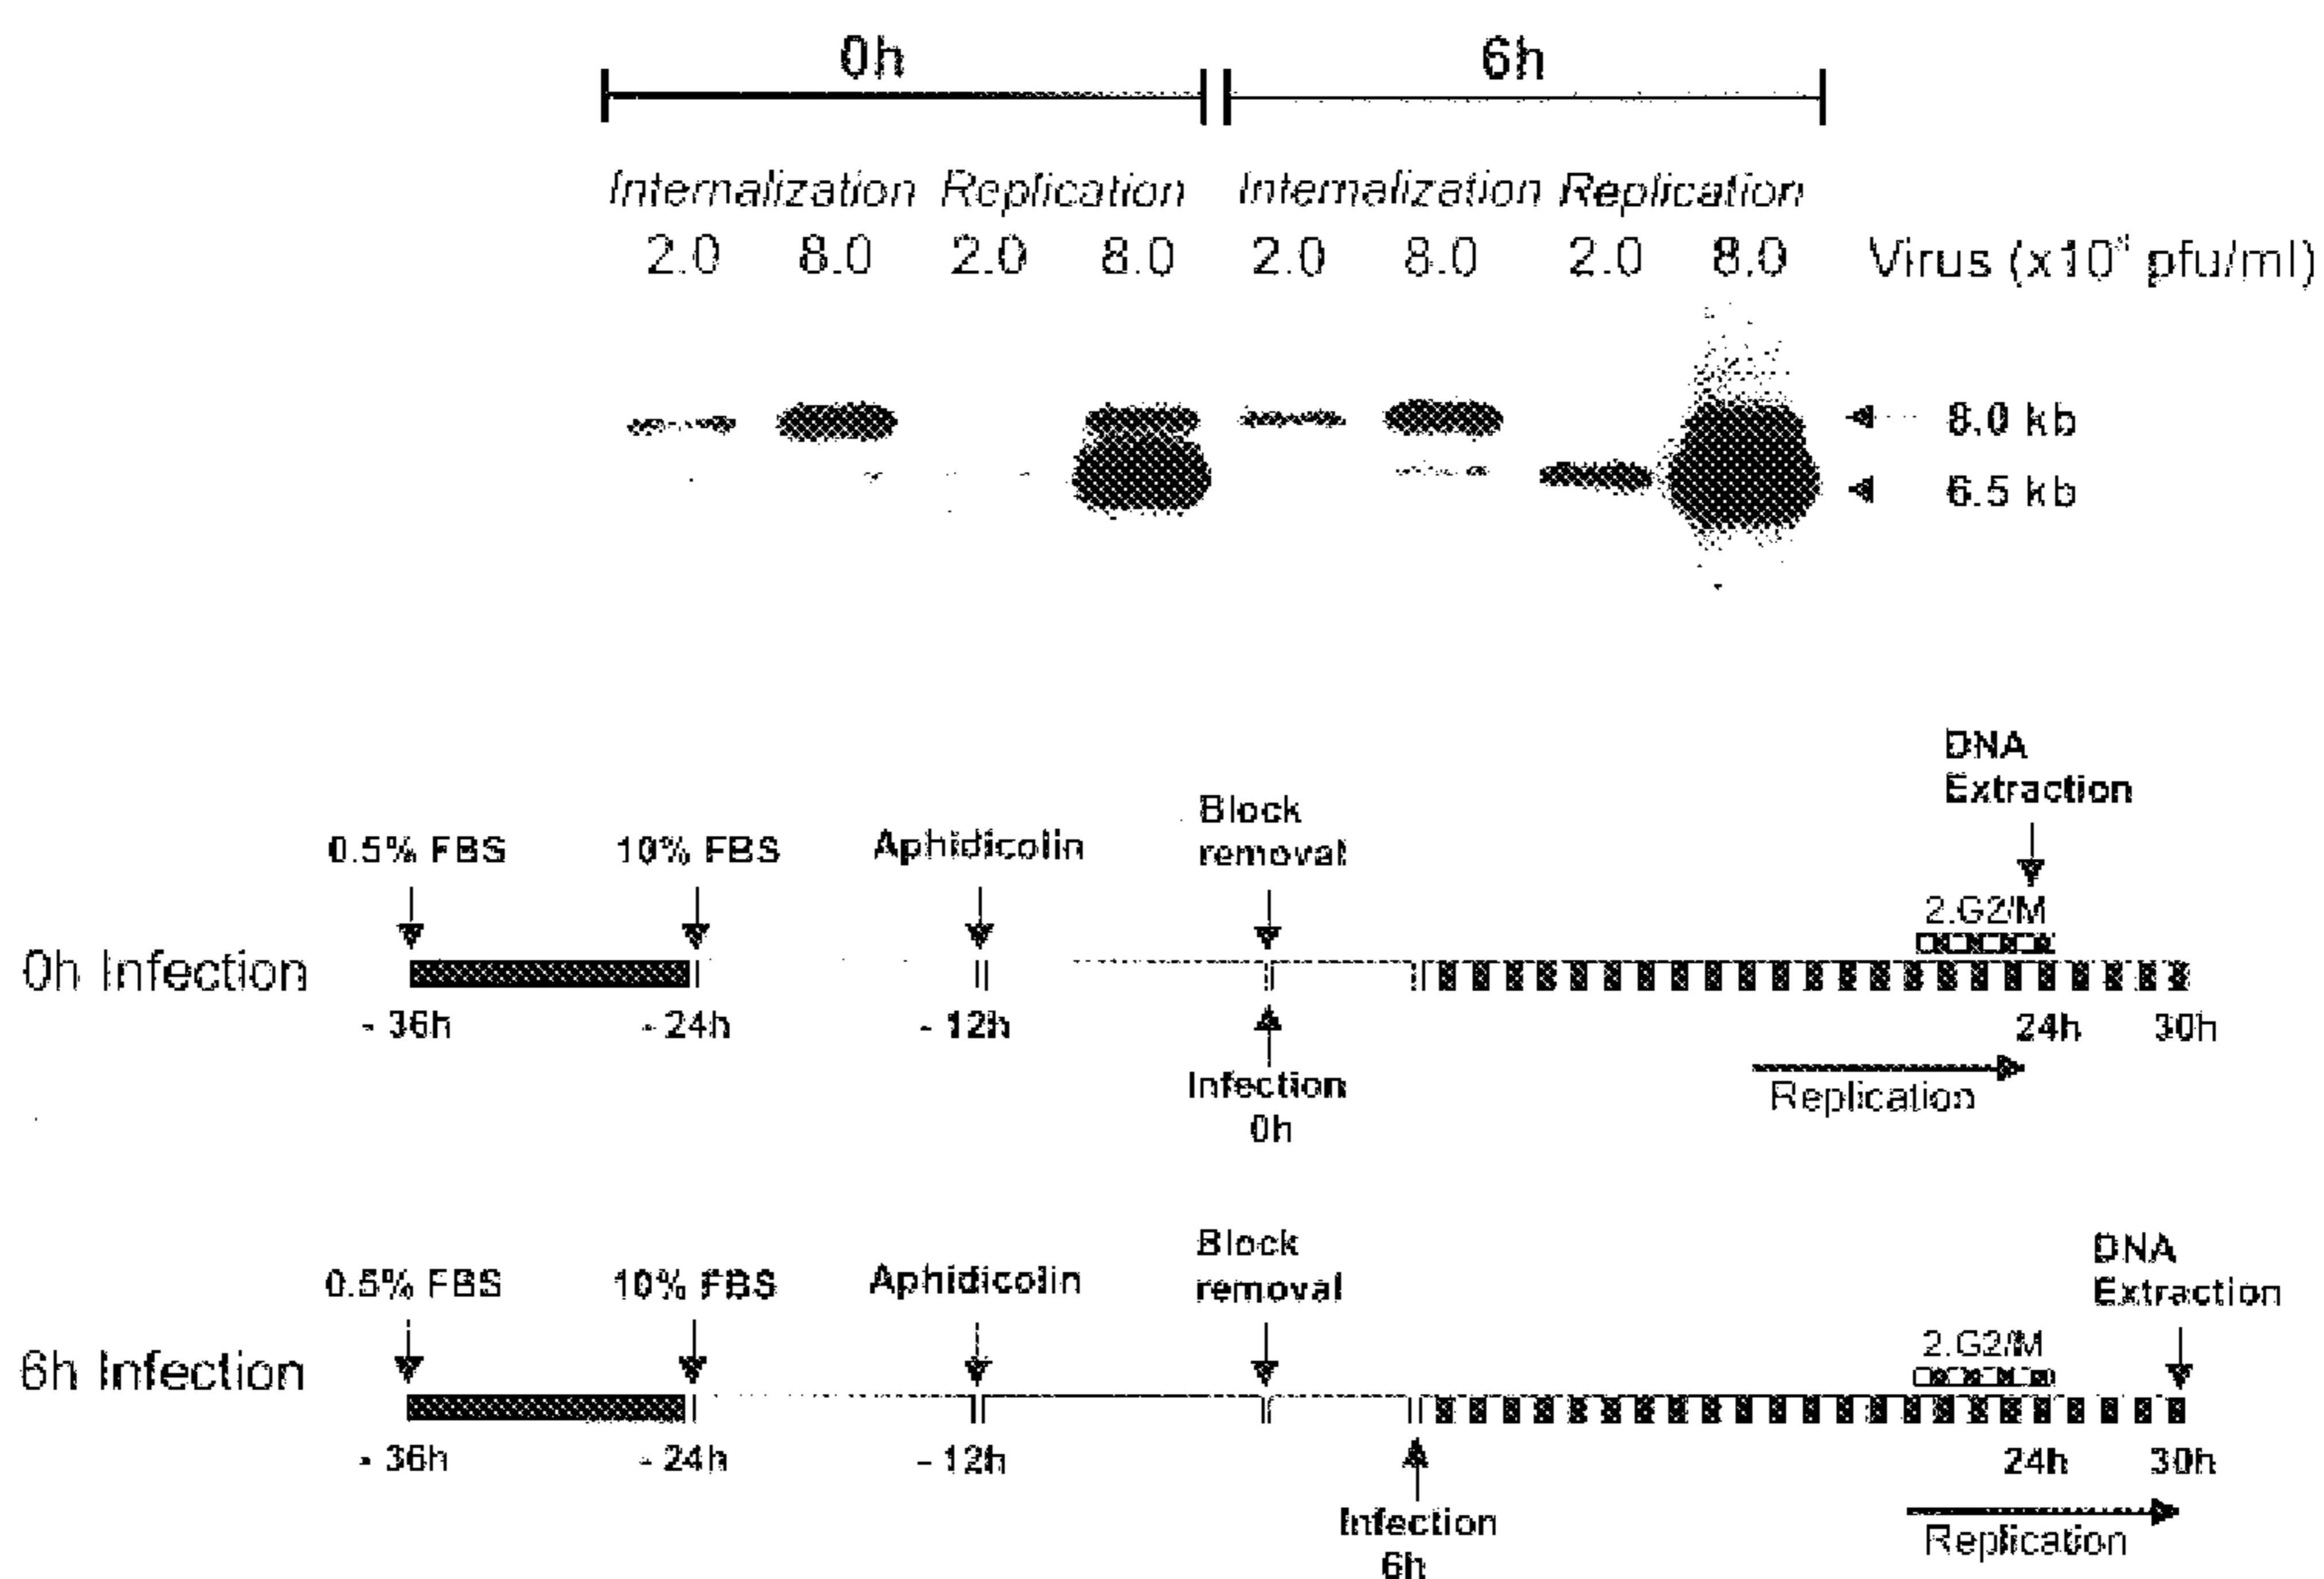 0h 6h
Internalization Replication Internalization Replication
2.0 8.0 2.0 8.0 2.0 8.0 2.0 8.0 Virus (x10⁴ pfu/ml)
8.0 kb
6.5 kb
DNA
Extraction
Block
removal
0.5% FBS 10% FBS Aphidicolin
2.G2/M
0h Infection
- 36h - 24h - 12h 24h 30h
Infection
0h
Replication
DNA
Extraction
Block
removal
0.5% FBS 10% FBS Aphidicolin
2.G2/M
6h Infection
- 36h - 24h - 12h 24h 30h
Infection
6h
Replication